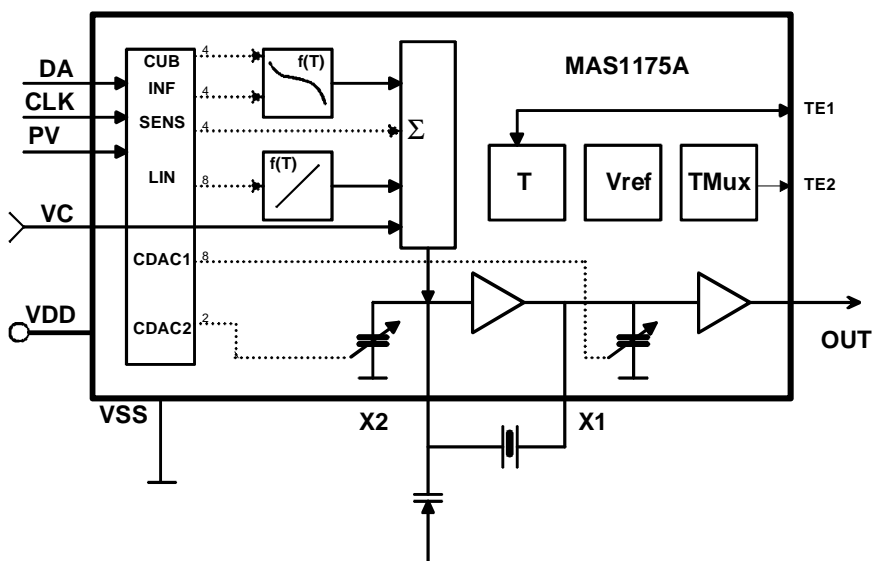 CUB 4 f(T) MAS1175A
DA INF 4
CLK TE1
SENS 4 Σ
PV
LIN 8 f(T) T Vref TMux TE2
VC
CDAC1 8
VDD CDAC2 2
OUT
VSS X2 X1